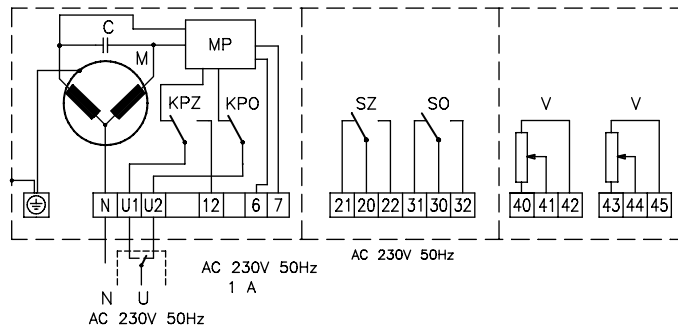 C
M
MP
KPZ KPO
SZ SO
V V
N U1 U2 12 6 7
21 20 22 31 30 32
40 41 42
43 44 45
AC 230V 50Hz
1 A
AC 230V 50Hz
N U
AC 230V 50Hz